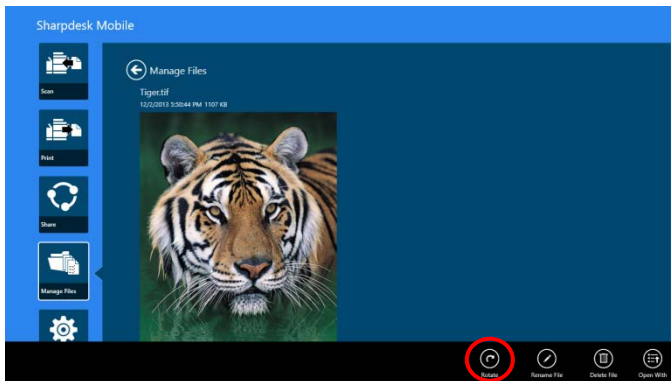 Sharpdesk Mobile
Scan
Print
Share
Manage Files
Manage Files
Tiger.tif
12/2/2013 5:50:44 PM 1107 KB
Rotate
Rename File
Delete File
Open With